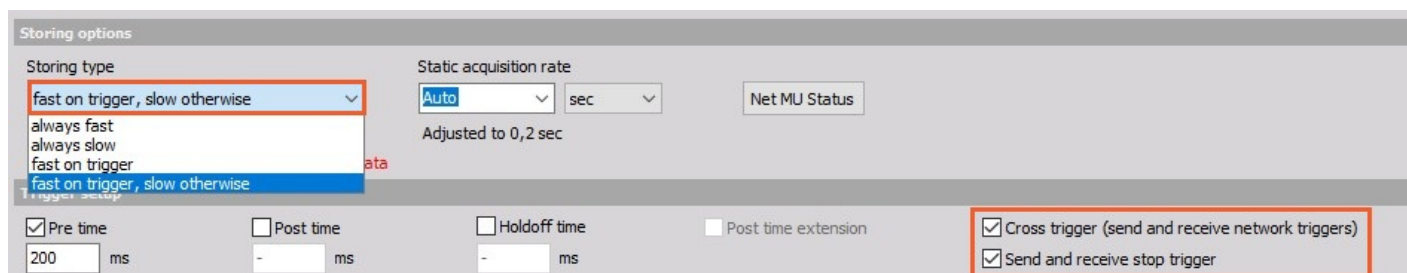 Storing options
Storing type
Static acquisition rate
fast on trigger, slow otherwise
Auto
sec
Net MU Status
always fast
always slow
fast on trigger
fast on trigger, slow otherwise
Adjusted to 0,2 sec
ata
Trigger setup
Pre time
Post time
Holdoff time
Post time extension
Cross trigger (send and receive network triggers)
200 ms
- ms
- ms
Send and receive stop trigger